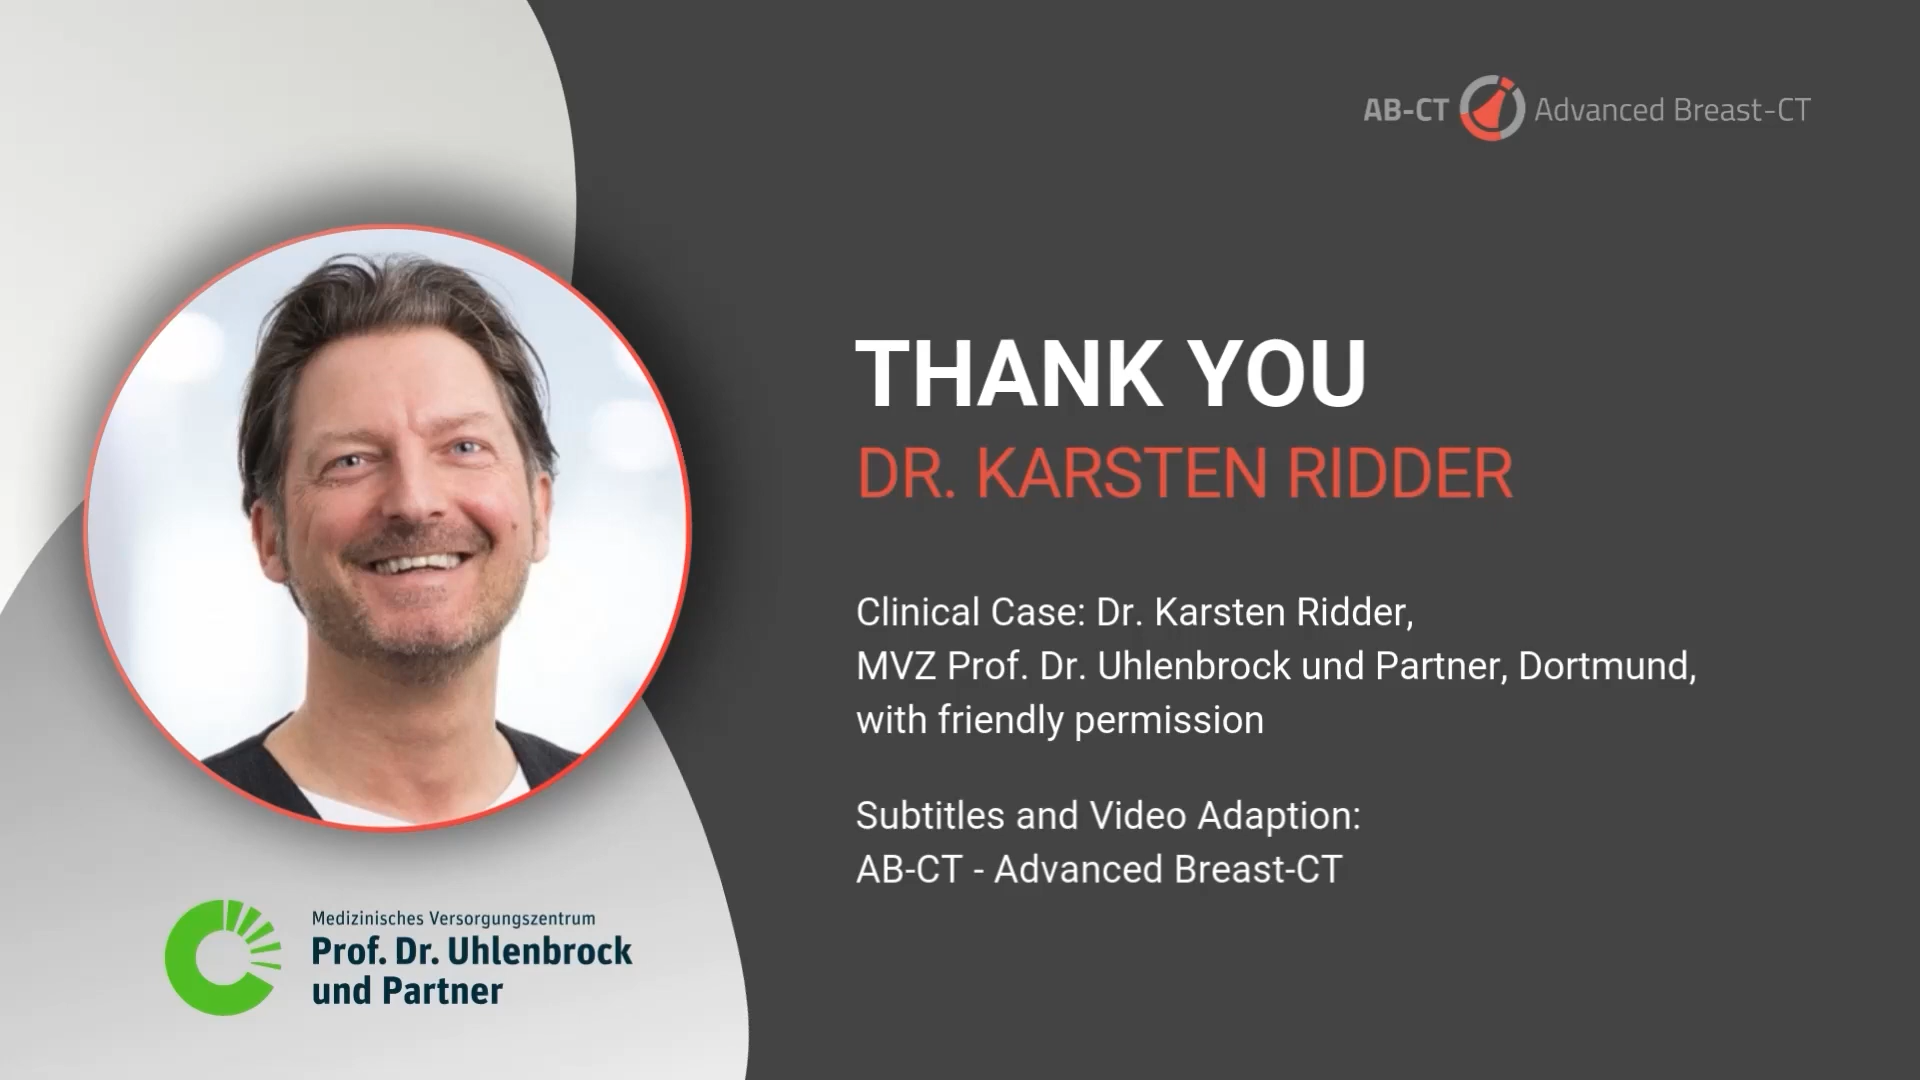 AB-CT Advanced Breast-CT
THANK YOU
DR. KARSTEN RIDDER
Clinical Case: Dr. Karsten Ridder,
MVZ Prof. Dr. Uhlenbrock und Partner, Dortmund,
with friendly permission
Subtitles and Video Adaption:
AB-CT - Advanced Breast-CT
Medizinisches Versorgungszentrum
Prof. Dr. Uhlenbrock
und Partner